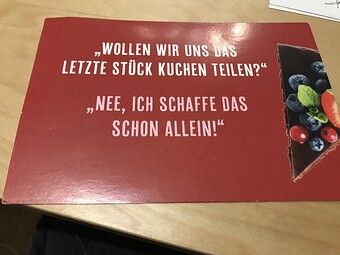 „WOLLEN WIR UNS DAS
LETZTE STÜCK KUCHEN TEILEN?“
„NEE, ICH SCHAFFE DAS
SCHON ALLEIN!“